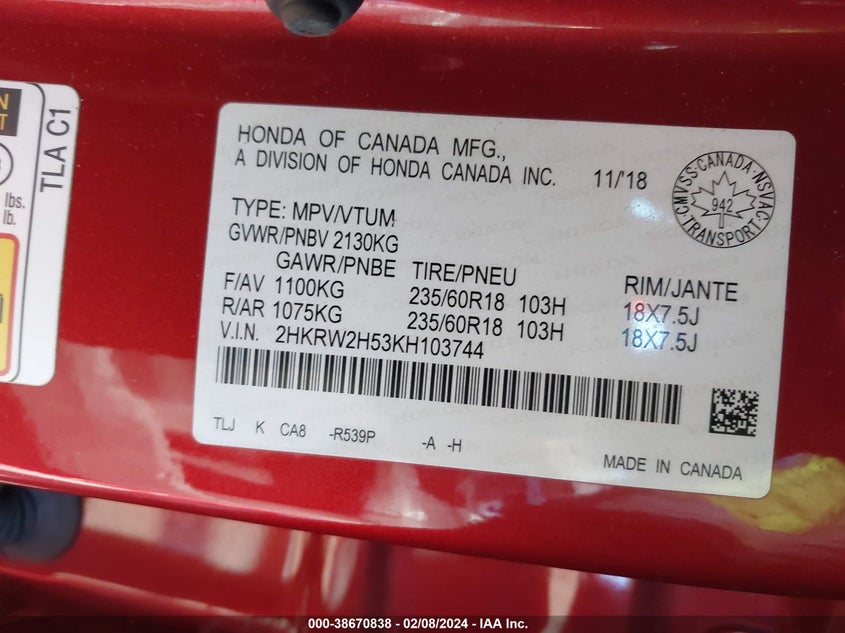 HONDA OF CANADA MFG.,
A DIVISION OF HONDA CANADA INC. 11/'18
CMVSS·CANADA·NSVAC·TRANSPORT·
942
TYPE: MPV/VTUM
GVWR/PNBV 2130KG
GAWR/PNBE TIRE/PNEU RIM/JANTE
F/AV 1100KG 235/60R18 103H 18X7.5J
R/AR 1075KG 235/60R18 103H 18X7.5J
V.I.N. 2HKRW2H53KH103744
TLJ K CA8 -R539P -A -H
MADE IN CANADA
TLA C1
lbs.
lb.
000-38670838 - 02/08/2024 - IAA Inc.